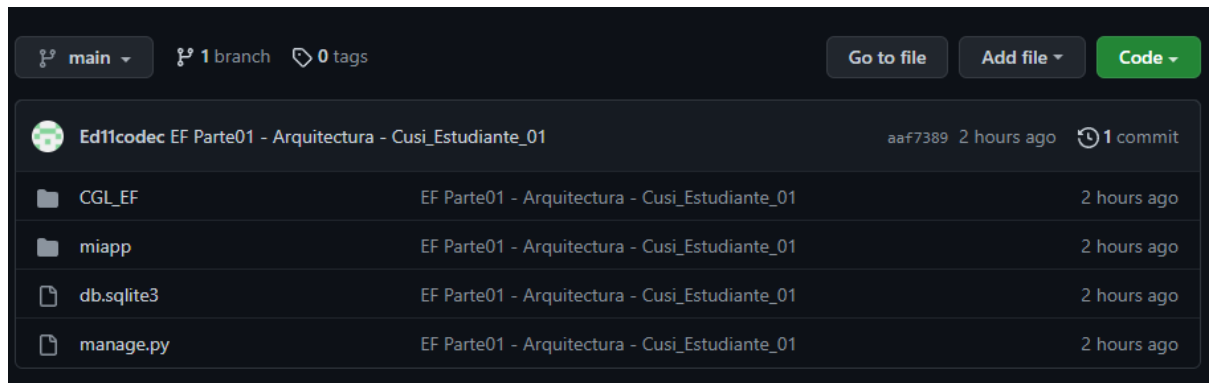 main 1 branch 0 tags Go to file Add file Code
Ed11codec EF Parte01 - Arquitectura - Cusi_Estudiante_01 aaf7389 2 hours ago 1 commit
CGL_EF EF Parte01 - Arquitectura - Cusi_Estudiante_01 2 hours ago
miapp EF Parte01 - Arquitectura - Cusi_Estudiante_01 2 hours ago
db.sqlite3 EF Parte01 - Arquitectura - Cusi_Estudiante_01 2 hours ago
manage.py EF Parte01 - Arquitectura - Cusi_Estudiante_01 2 hours ago